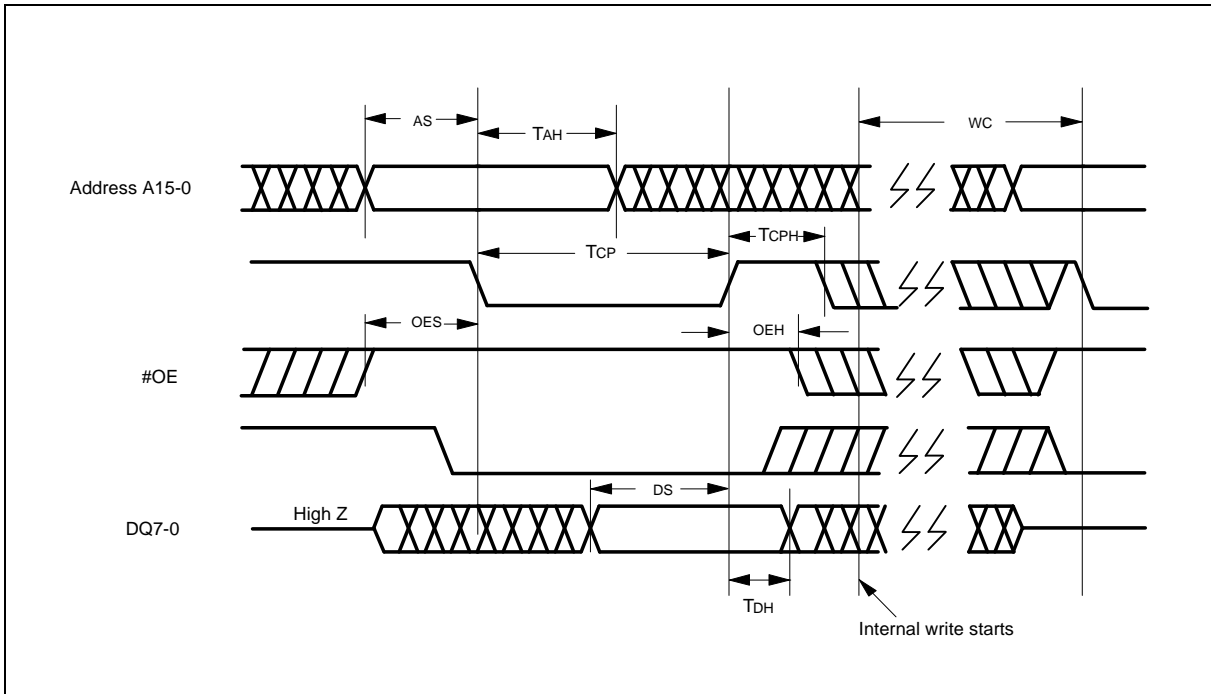 AS
TAH
WC
Address A15-0
TCPH
TCP
OES
OEH
#OE
DS
High Z
DQ7-0
TDH
Internal write starts